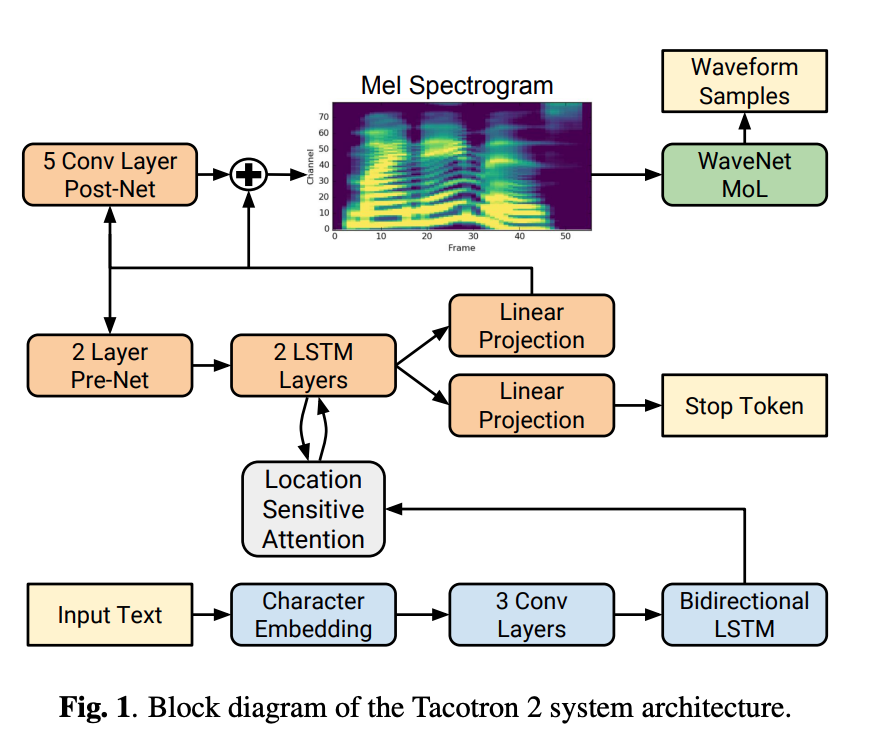 Mel Spectrogram
Waveform
Samples
5 Conv Layer
Post-Net
WaveNet
MoL
Channel
70
60
50
40
30
20
10
0
0 10 20 30 40 50
Frame
2 Layer
Pre-Net
2 LSTM
Layers
Linear
Projection
Linear
Projection
Stop Token
Location
Sensitive
Attention
Input Text
Character
Embedding
3 Conv
Layers
Bidirectional
LSTM
Fig. 1. Block diagram of the Tacotron 2 system architecture.